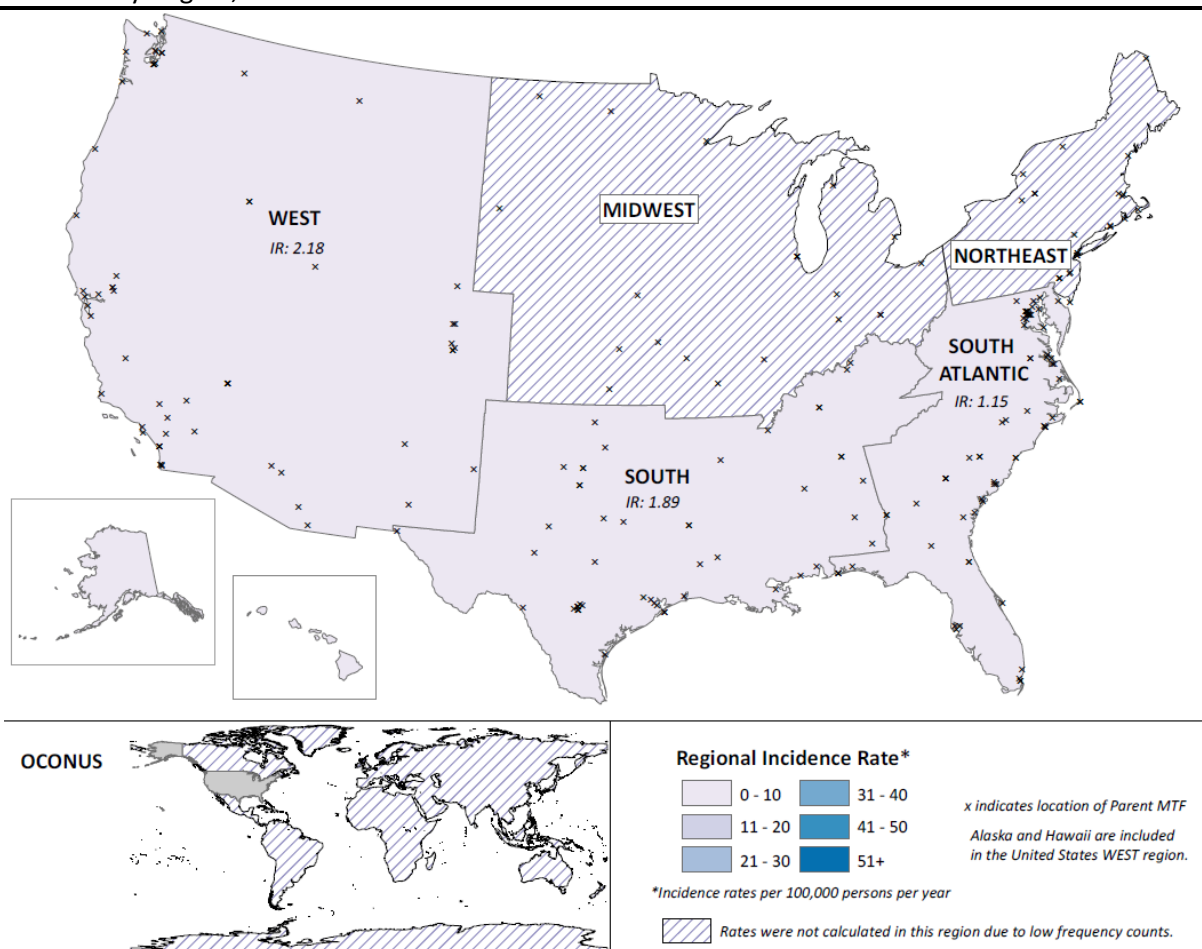 WEST
IR: 2.18
MIDWEST
NORTHEAST
SOUTH
ATLANTIC
IR: 1.15
SOUTH
IR: 1.89
OCONUS
Regional Incidence Rate*
0 - 10
31 - 40
11 - 20
41 - 50
21 - 30
51+
x indicates location of Parent MTF
Alaska and Hawaii are included
in the United States WEST region.
*Incidence rates per 100,000 persons per year
Rates were not calculated in this region due to low frequency counts.